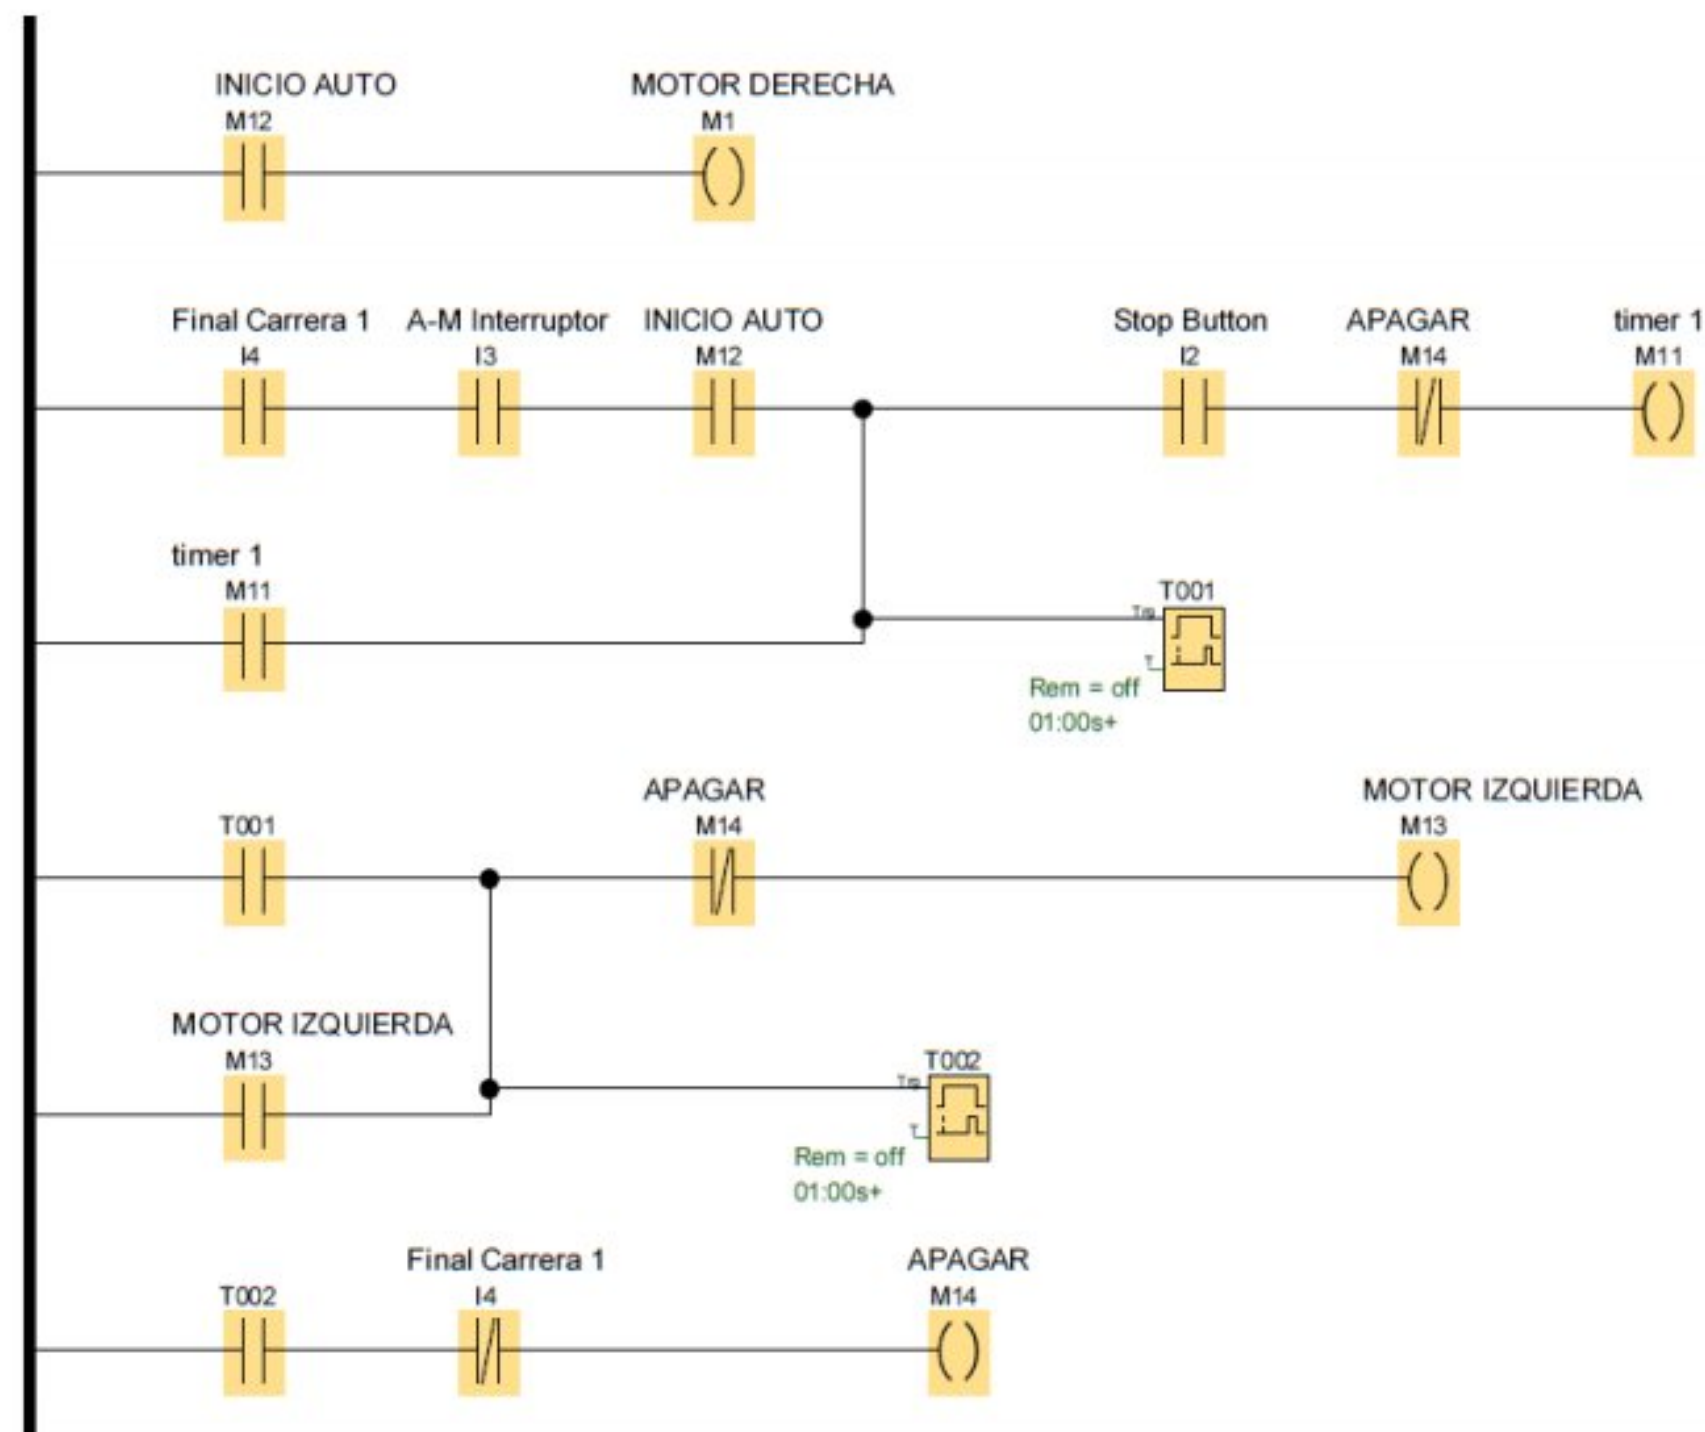 INICIO AUTO MOTOR DERECHA
M12 M1
Final Carrera 1 A-M Interruptor INICIO AUTO Stop Button APAGAR timer 1
I4 I3 M12 I2 M14 M11
timer 1
M11 T001
Trg
T
Rem = off
01:00s+
APAGAR MOTOR IZQUIERDA
T001 M14 M13
MOTOR IZQUIERDA
M13 T002
Trg
T
Rem = off
01:00s+
Final Carrera 1 APAGAR
T002 I4 M14